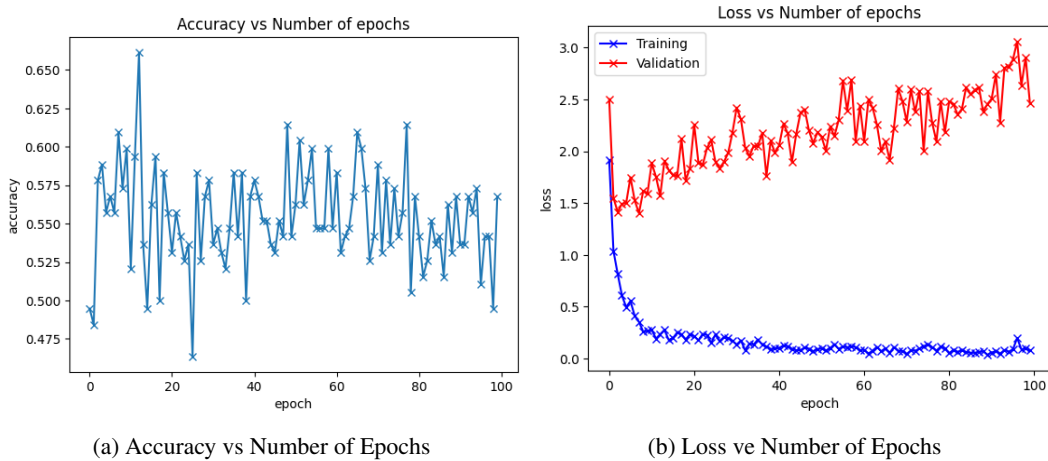 Accuracy vs Number of epochs
0.650
0.625
0.600
0.575
0.550
0.525
0.500
0.475
accuracy
0 20 40 60 80 100
epoch
(a) Accuracy vs Number of Epochs
Loss vs Number of epochs
Training
Validation
3.0
2.5
2.0
1.5
1.0
0.5
0.0
loss
0 20 40 60 80 100
epoch
(b) Loss ve Number of Epochs